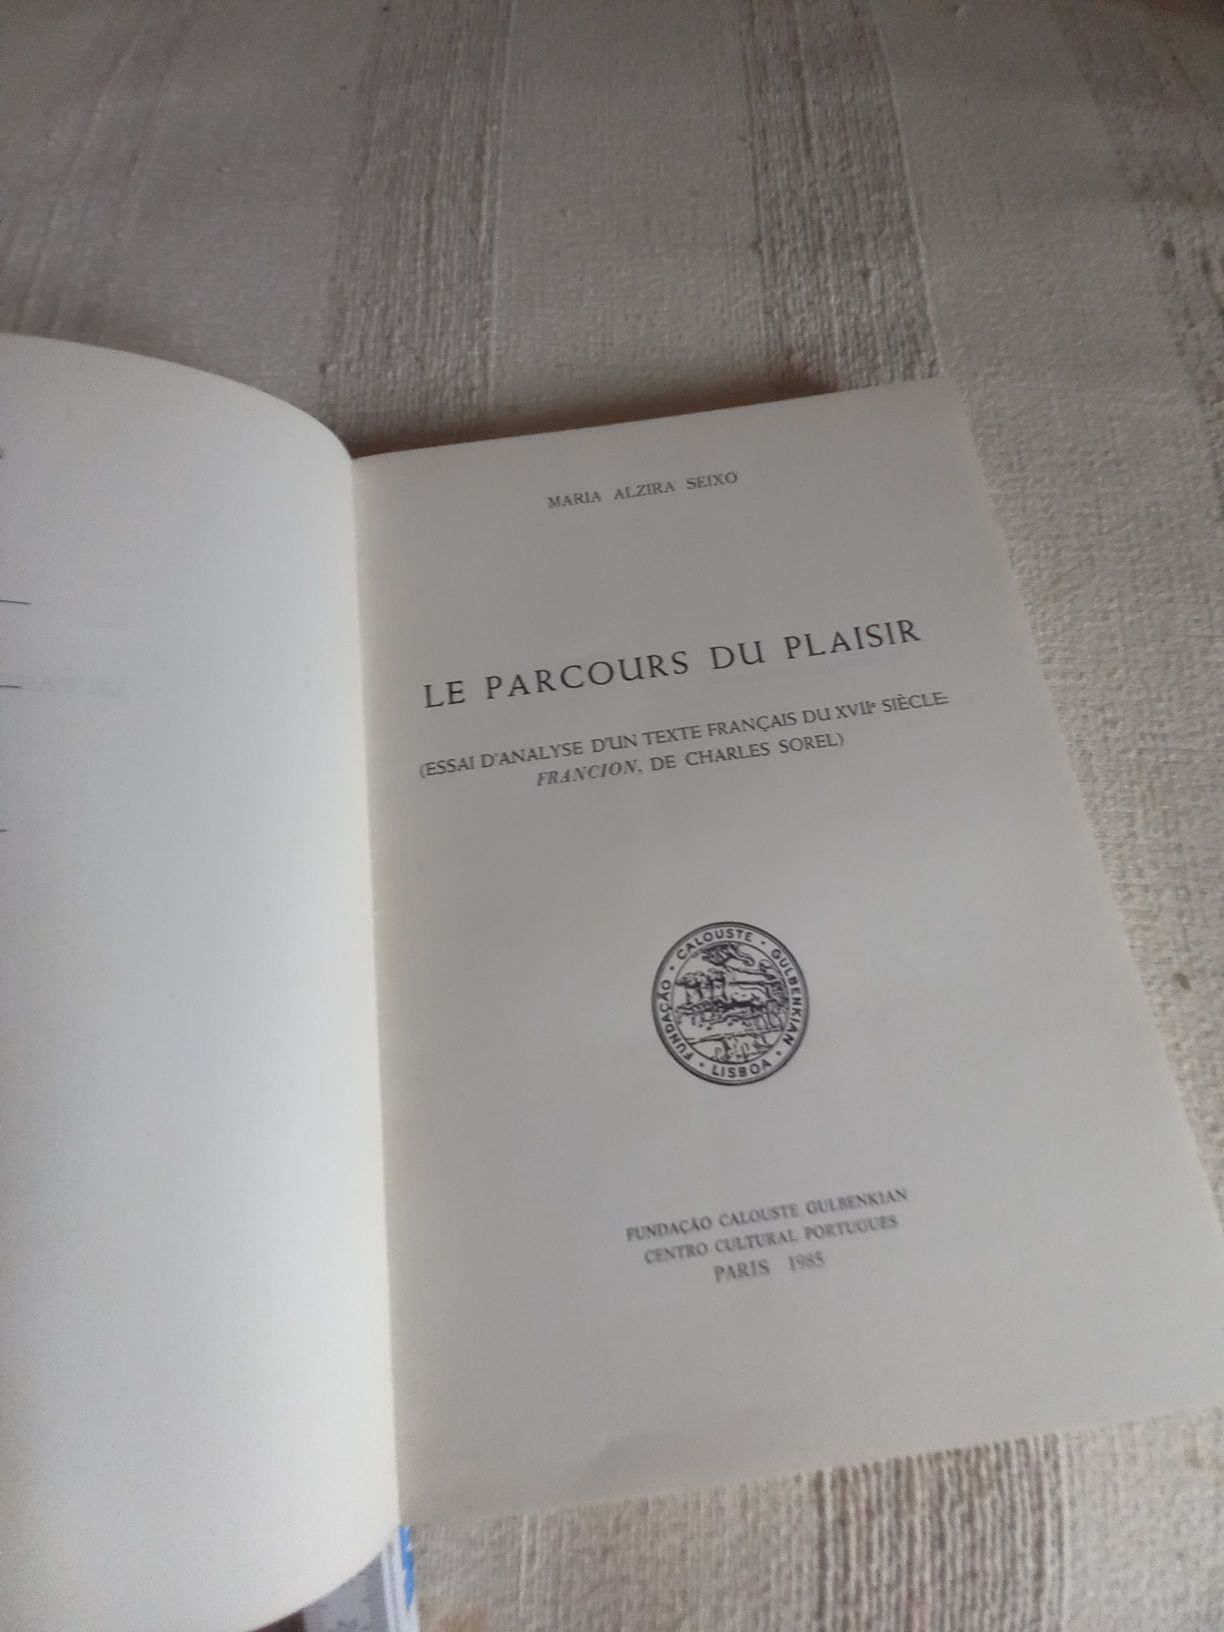 MARIA ALZIRA SEIXO
LE PARCOURS DU PLAISIR
(ESSAI D'ANALYSE D'UN TEXTE FRANÇAIS DU XVIIe SIÈCLE:
FRANCION, DE CHARLES SOREL)
FUNDAÇÃO · CALOUSTE · GULBENKIAN · LISBOA ·
FUNDAÇÃO CALOUSTE GULBENKIAN
CENTRO CULTURAL PORTUGUÊS
PARIS 1985